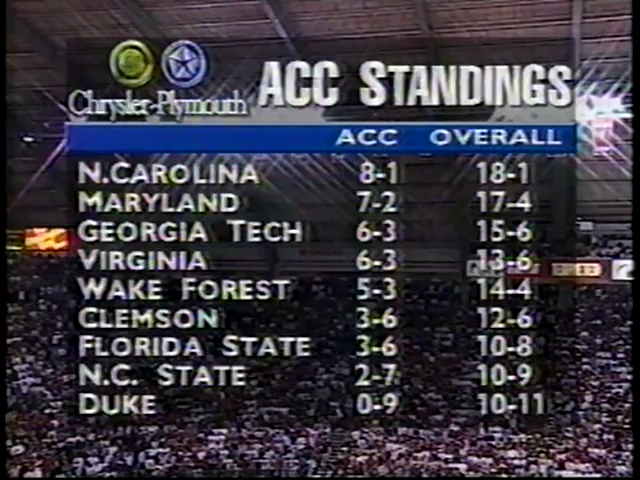 ACC STANDINGS
Chrysler-Plymouth
ACC OVERALL
N.CAROLINA 8-1 18-1
MARYLAND 7-2 17-4
GEORGIA TECH 6-3 15-6
VIRGINIA 6-3 13-6
WAKE FOREST 5-3 14-4
CLEMSON 3-6 12-6
FLORIDA STATE 3-6 10-8
N.C. STATE 2-7 10-9
DUKE 0-9 10-11